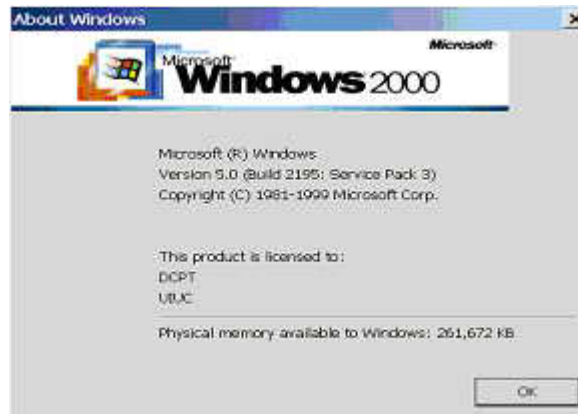 About Windows
Microsoft
Microsoft
Windows 2000
Microsoft (R) Windows
Version 5.0 (Build 2195: Service Pack 3)
Copyright (C) 1981-1999 Microsoft Corp.
This product is licensed to:
DCPT
UIUC
Physical memory available to Windows: 261,672 KB
OK